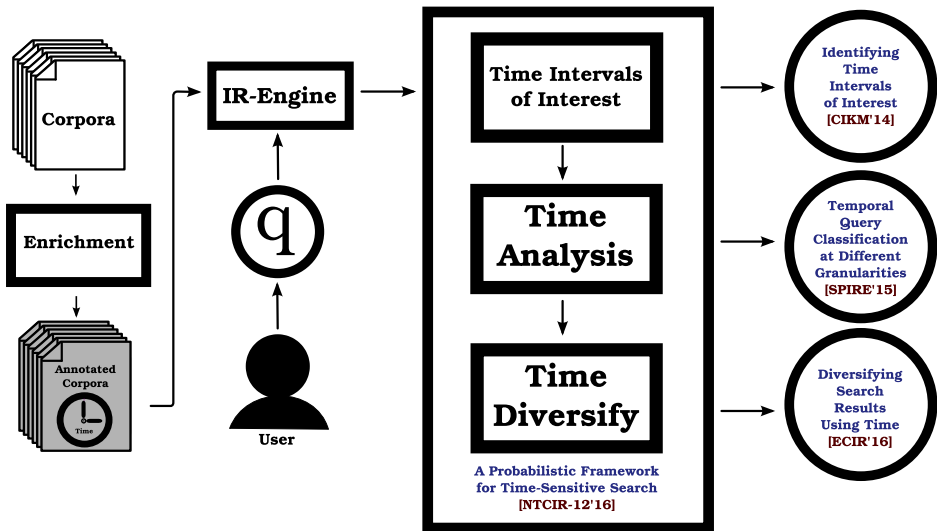 Corpora
Enrichment
Annotated
Corpora
Time
IR-Engine
q
User
Time Intervals
of Interest
Time
Analysis
Time
Diversify
A Probabilistic Framework
for Time-Sensitive Search
[NTCIR-12'16]
Identifying
Time
Intervals
of Interest
[CIKM'14]
Temporal
Query
Classification
at Different
Granularities
[SPIRE'15]
Diversifying
Search
Results
Using Time
[ECIR'16]